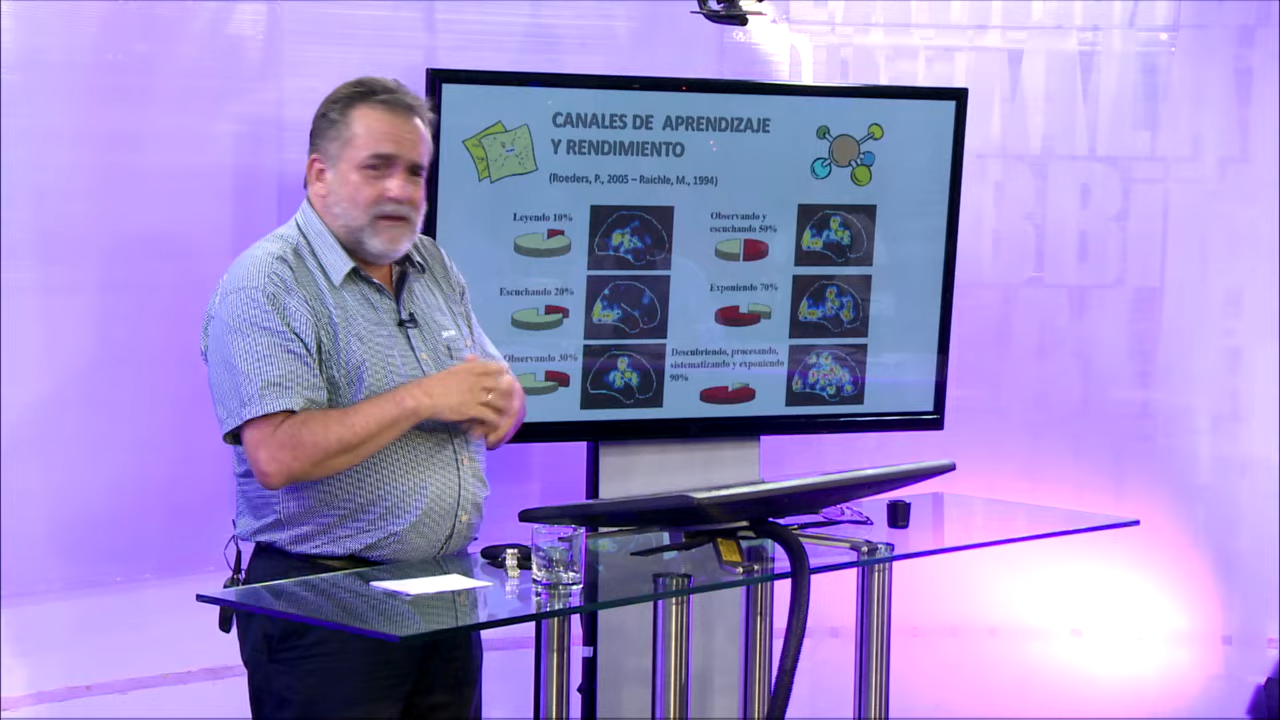 CANALES DE APRENDIZAJE
Y RENDIMIENTO
(Roeders, P., 2005 – Raichle, M., 1994)
Leyendo 10%
Observando y
escuchando 50%
Escuchando 20%
Exponiendo 70%
Observando 30%
Descubriendo, procesando,
sistematizando y exponiendo
90%